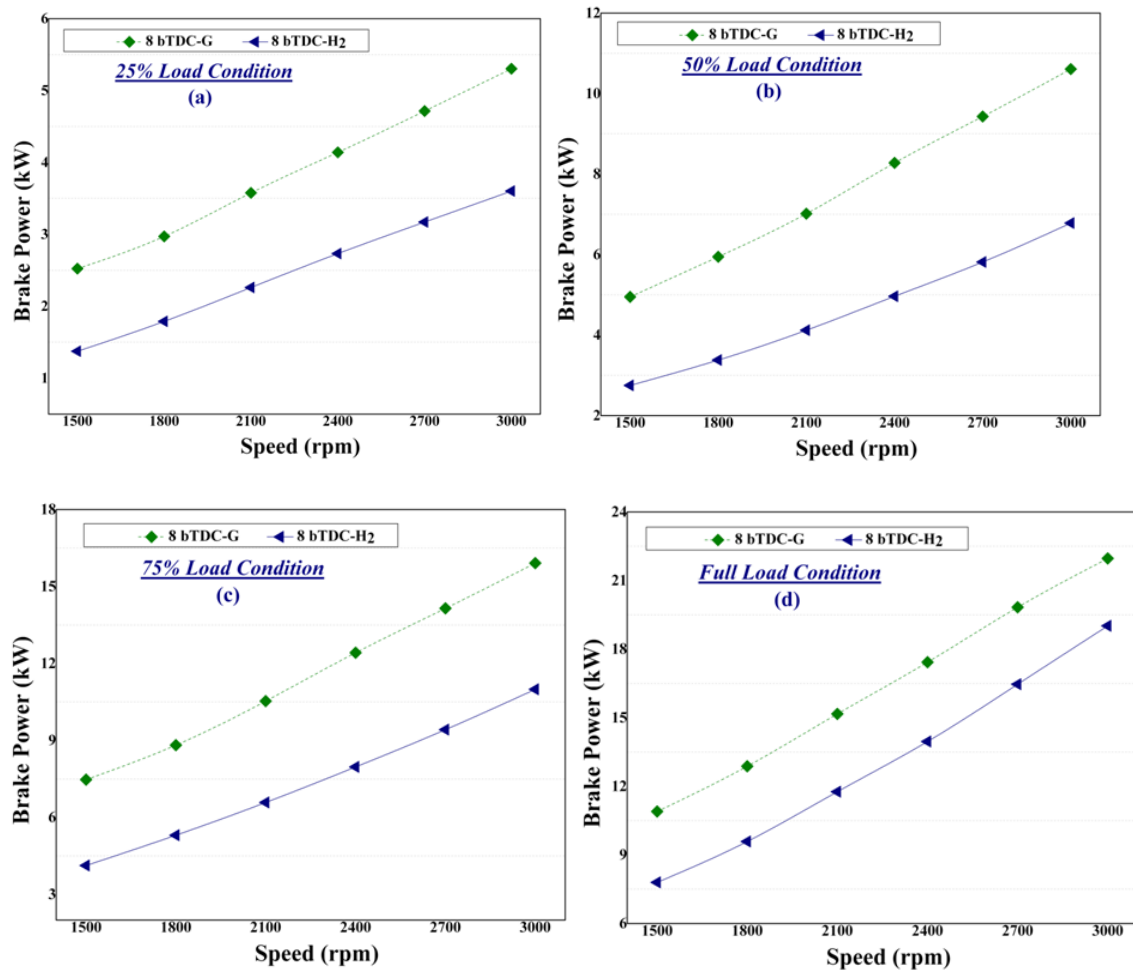 6
8 bTDC-G 8 bTDC-H2
25% Load Condition
(a)
5
4
3
2
1
Brake Power (kW)
1500 1800 2100 2400 2700 3000
Speed (rpm)
12
8 bTDC-G 8 bTDC-H2
50% Load Condition
(b)
10
8
6
4
2
Brake Power (kW)
1500 1800 2100 2400 2700 3000
Speed (rpm)
18
8 bTDC-G 8 bTDC-H2
75% Load Condition
(c)
15
12
9
6
3
Brake Power (kW)
1500 1800 2100 2400 2700 3000
Speed (rpm)
24
8 bTDC-G 8 bTDC-H2
Full Load Condition
(d)
21
18
15
12
9
6
Brake Power (kW)
1500 1800 2100 2400 2700 3000
Speed (rpm)